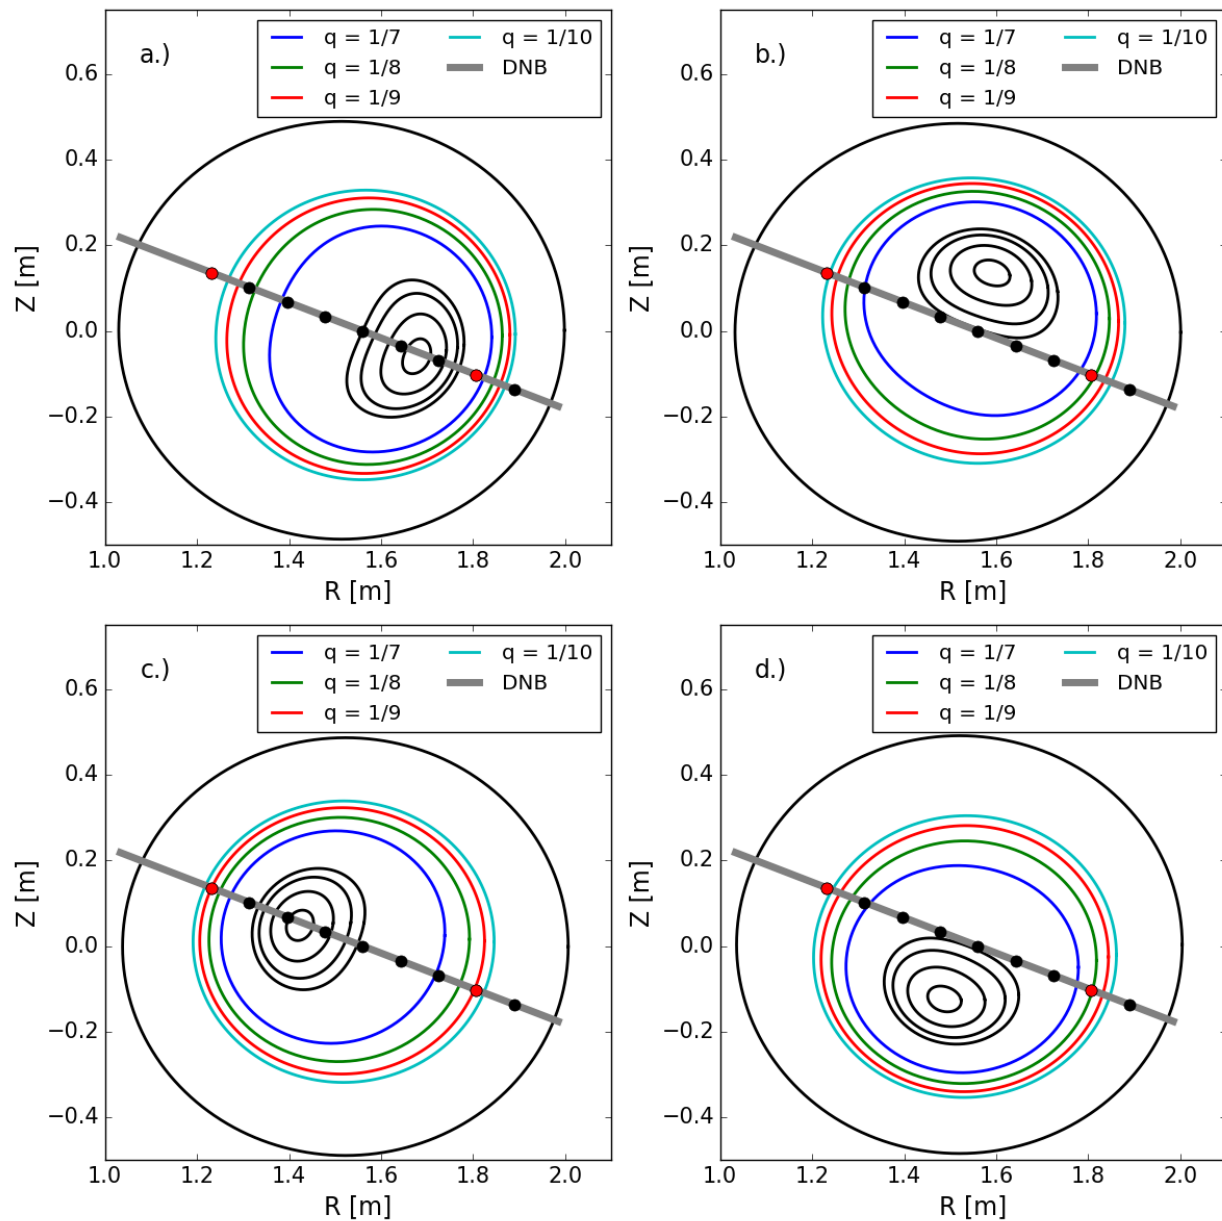 a.)
q = 1/7 q = 1/10
q = 1/8 DNB
q = 1/9
0.6
0.4
0.2
0.0
−0.2
−0.4
Z [m]
1.0 1.2 1.4 1.6 1.8 2.0
R [m]
b.)
q = 1/7 q = 1/10
q = 1/8 DNB
q = 1/9
0.6
0.4
0.2
0.0
−0.2
−0.4
Z [m]
1.0 1.2 1.4 1.6 1.8 2.0
R [m]
c.)
q = 1/7 q = 1/10
q = 1/8 DNB
q = 1/9
0.6
0.4
0.2
0.0
−0.2
−0.4
Z [m]
1.0 1.2 1.4 1.6 1.8 2.0
R [m]
d.)
q = 1/7 q = 1/10
q = 1/8 DNB
q = 1/9
0.6
0.4
0.2
0.0
−0.2
−0.4
Z [m]
1.0 1.2 1.4 1.6 1.8 2.0
R [m]